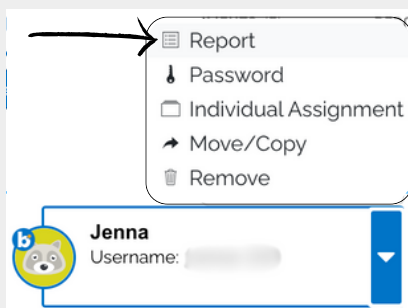 Report
Password
Individual Assignment
Move/Copy
Remove
b
Jenna
Username: